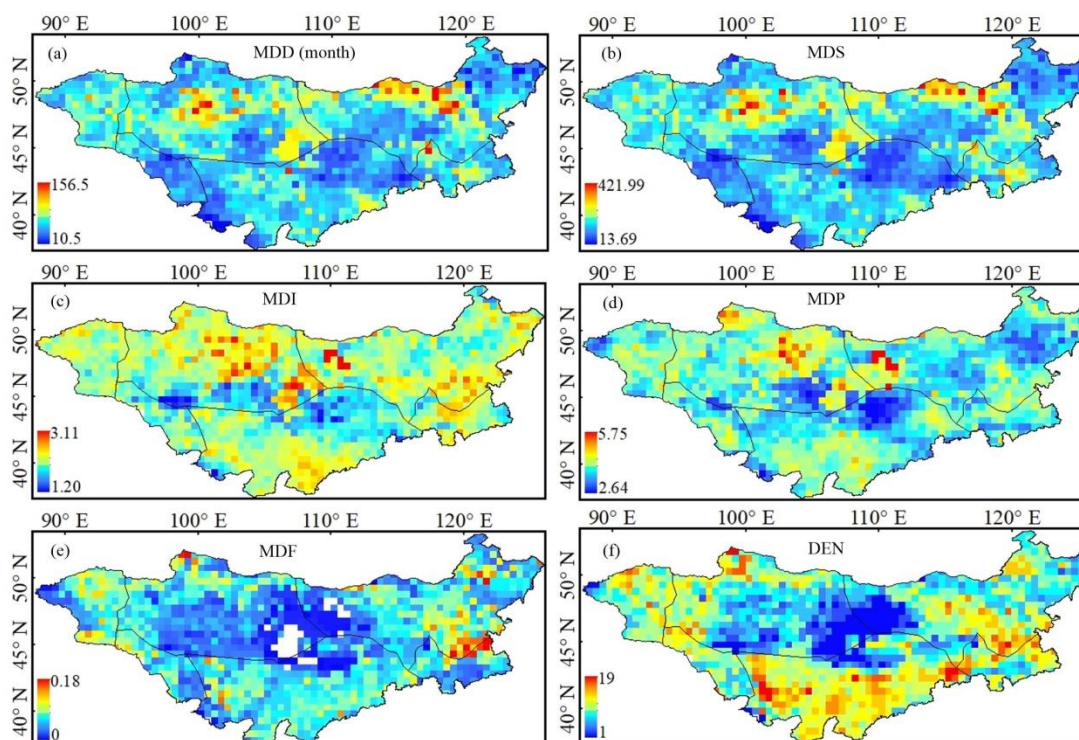 90° E 100° E 110° E 120° E
90° E 100° E 110° E 120° E
(a) MDD (month)
50° N
45° N
40° N
156.5
10.5
(b) MDS
50° N
45° N
40° N
421.99
13.69
90° E 100° E 110° E 120° E
90° E 100° E 110° E 120° E
(c) MDI
50° N
45° N
40° N
3.11
1.20
(d) MDP
50° N
45° N
40° N
5.75
2.64
90° E 100° E 110° E 120° E
90° E 100° E 110° E 120° E
(e) MDF
50° N
45° N
40° N
0.18
0
(f) DEN
50° N
45° N
40° N
19
1